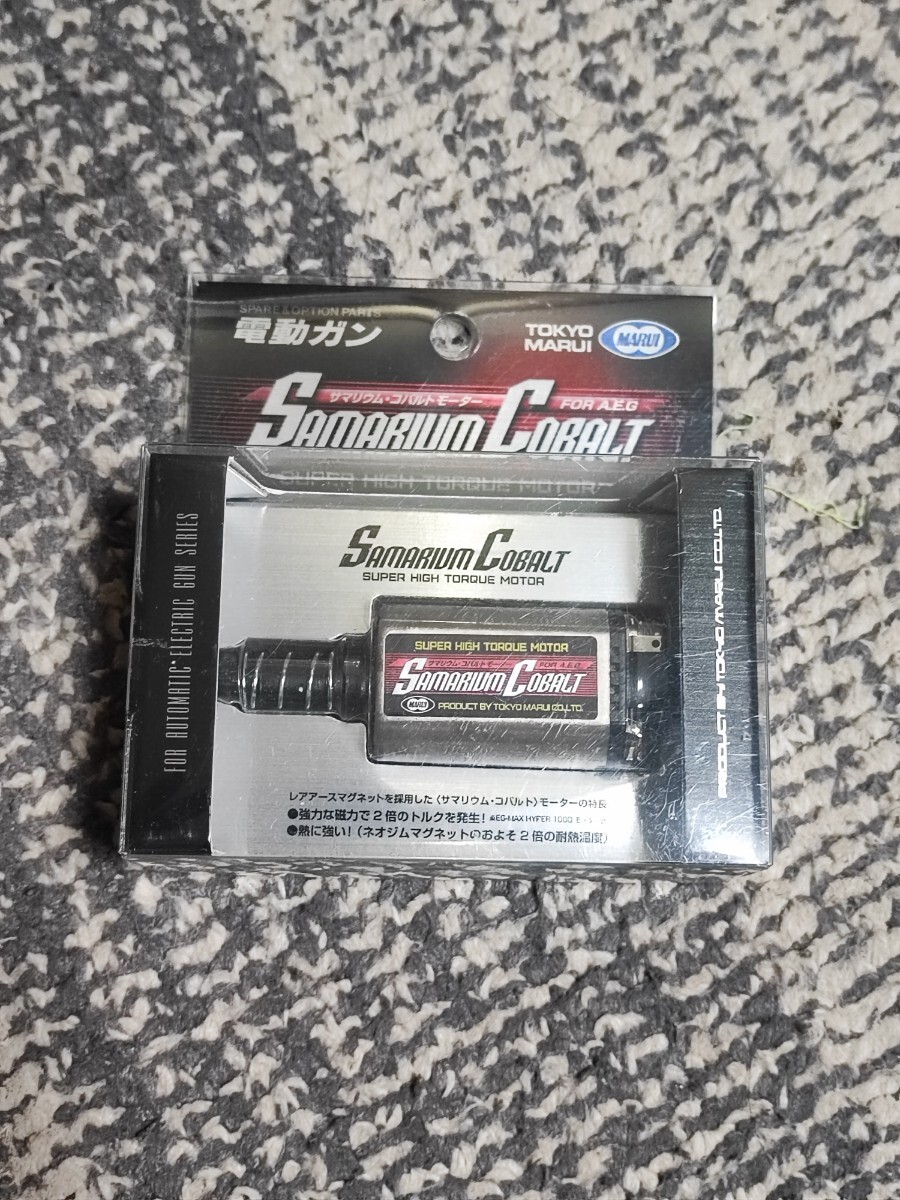 SPARE & OPTION PARTS
電動ガン
TOKYO
MARUI
MARUI
サマリウム・コバルトモーター
FOR A.E.G
SAMARIUM COBALT
SUPER HIGH TORQUE MOTOR
FOR AUTOMATIC ELECTRIC GUN SERIES
SAMARIUM COBALT
SUPER HIGH TORQUE MOTOR
SUPER HIGH TORQUE MOTOR
サマリウム・コバルトモーター
FOR A.E.G
SAMARIUM COBALT
MARUI
PRODUCT BY TOKYO MARUI CO.,LTD.
PRODUCT BY TOKYO MARUI CO.,LTD.
レアアースマグネットを採用した〈サマリウム・コバルト〉モーターの特長
●強力な磁力で2倍のトルクを発生! ※EG-MAX HYPER 1000
●熱に強い!(ネオジムマグネットのおよそ2倍の耐熱温度)